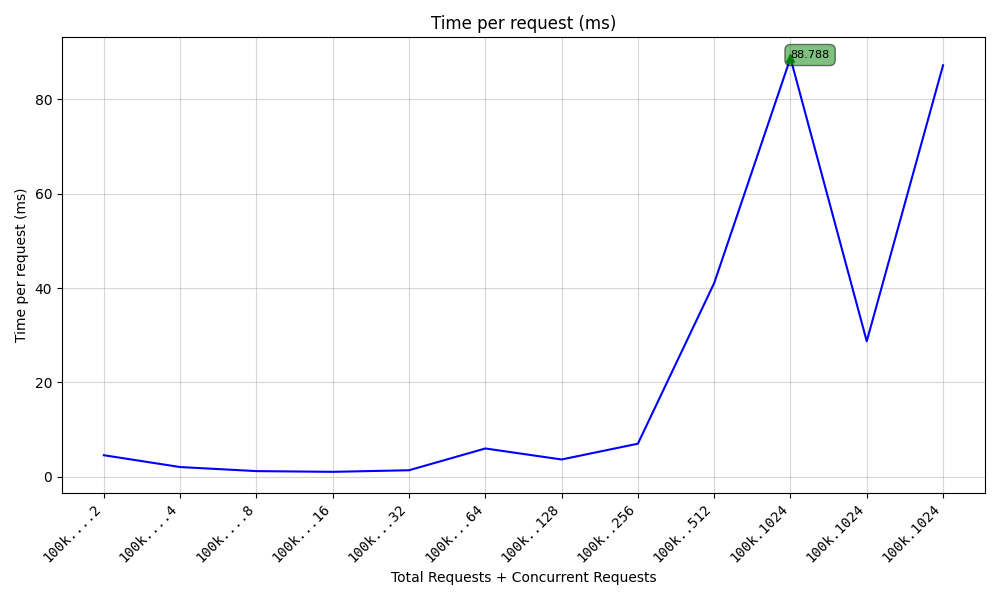 Time per request (ms)
88.788
Time per request (ms)
80
60
40
20
0
100k....2
100k....4
100k....8
100k...16
100k...32
100k...64
100k..128
100k..256
100k..512
100k.1024
100k.1024
100k.1024
Total Requests + Concurrent Requests